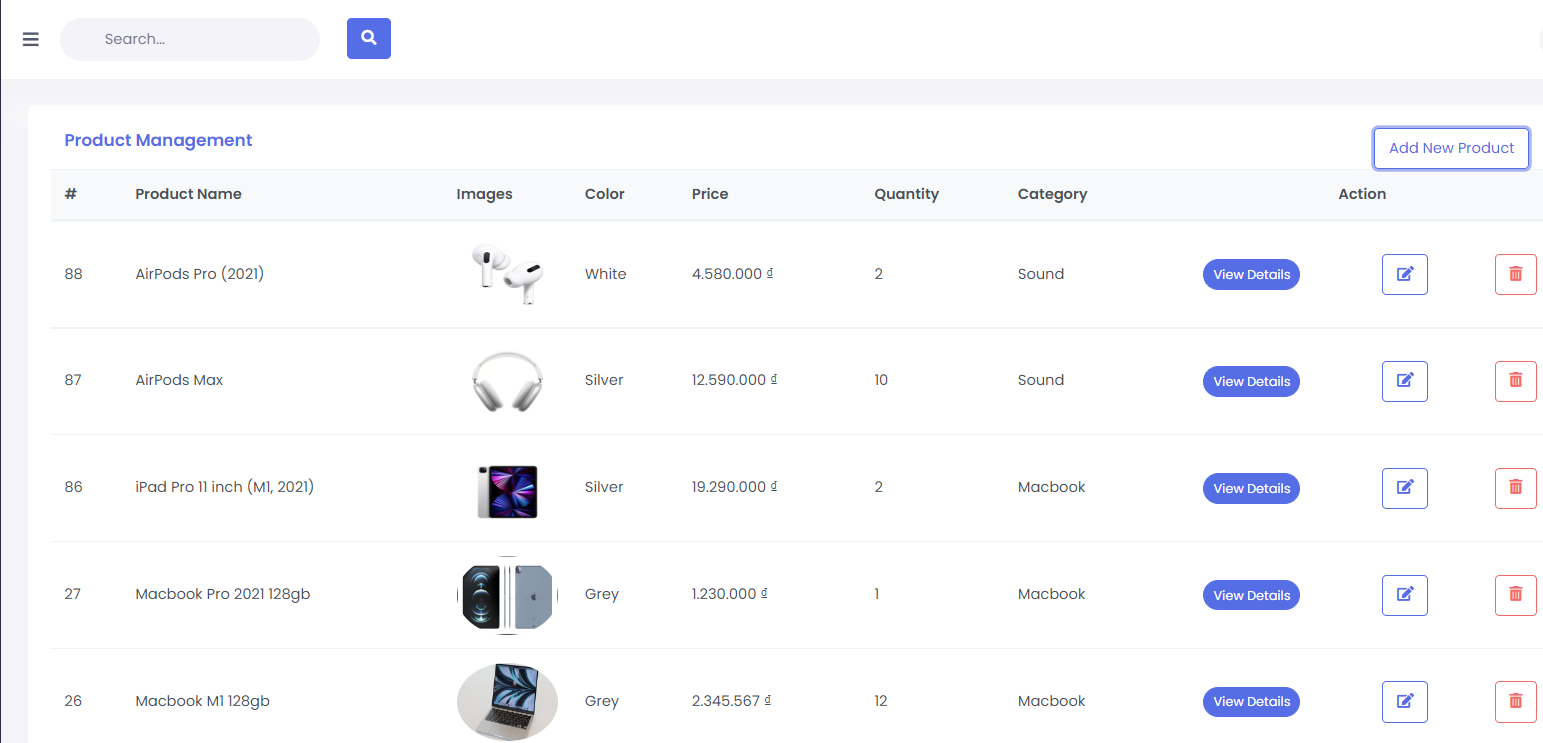 Search...
Product Management
Add New Product
# Product Name Images Color Price Quantity Category Action
88 AirPods Pro (2021) White 4.580.000 ₫ 2 Sound View Details
87 AirPods Max Silver 12.590.000 ₫ 10 Sound View Details
86 iPad Pro 11 inch (M1, 2021) Silver 19.290.000 ₫ 2 Macbook View Details
27 Macbook Pro 2021 128gb Grey 1.230.000 ₫ 1 Macbook View Details
26 Macbook M1 128gb Grey 2.345.567 ₫ 12 Macbook View Details